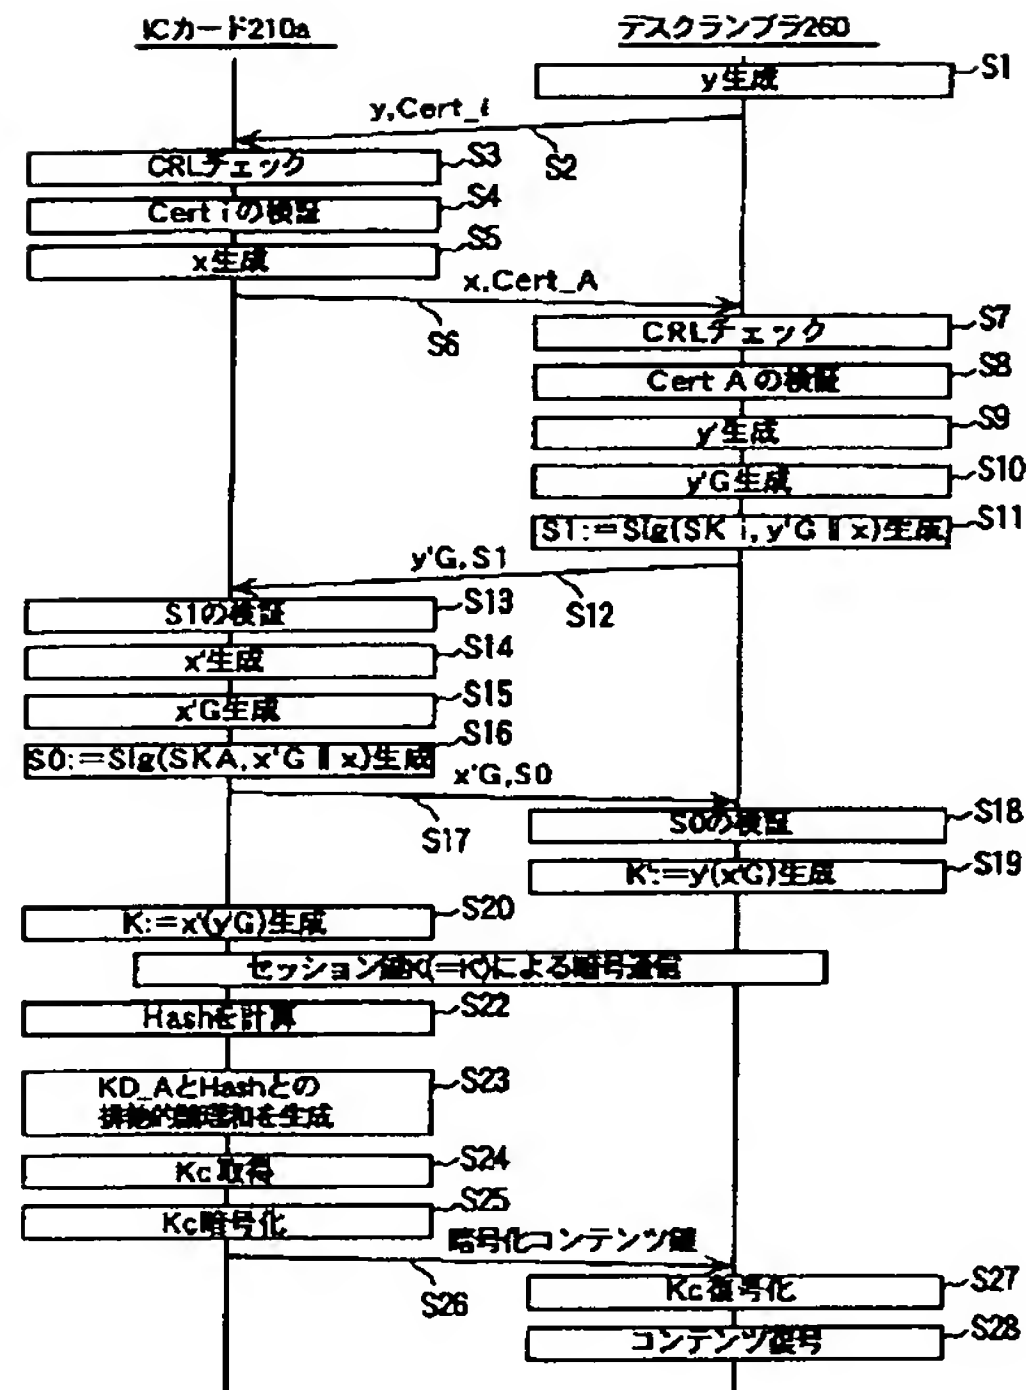 ICカード210a
デスクランブラ260
y生成
S1
y,Cert_i
S2
CRLチェック
S3
Cert iの検証
S4
x生成
S5
x,Cert_A
S6
CRLチェック
S7
Cert Aの検証
S8
y'生成
S9
y'G生成
S10
S1:=Sig(SK i, y'G‖x)生成
S11
y'G,S1
S12
S1の検証
S13
x'生成
S14
x'G生成
S15
S0:=Sig(SKA,x'G‖x)生成
S16
x'G,S0
S17
S0の検証
S18
K':=y'(x'G)生成
S19
K:=x'(y'G)生成
S20
セッション鍵K(=K')による暗号通信
Hashを計算
S22
KD_AとHashとの
排他的論理和を生成
S23
Kc取得
S24
Kc暗号化
S25
暗号化コンテンツ鍵
S26
Kc復号化
S27
コンテンツ復号
S28